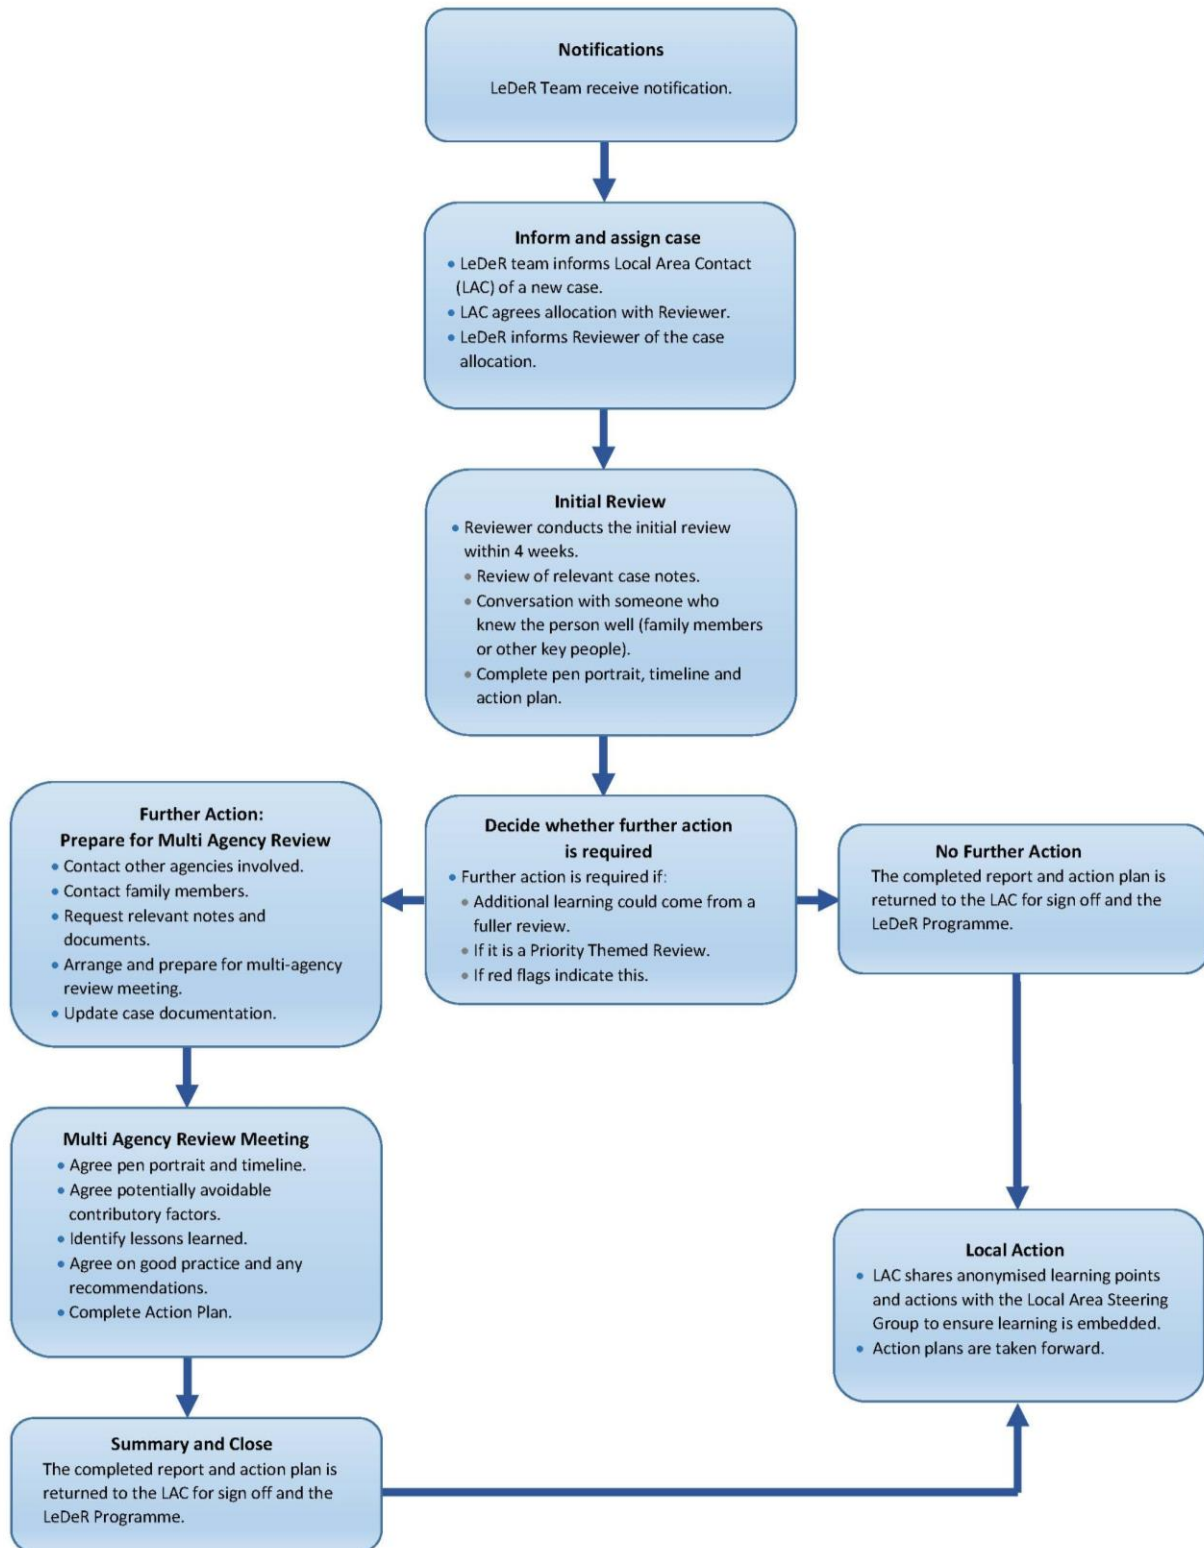 Notifications
LeDeR Team receive notification.
Inform and assign case
• LeDeR team informs Local Area Contact
(LAC) of a new case.
• LAC agrees allocation with Reviewer.
• LeDeR informs Reviewer of the case
allocation.
Initial Review
• Reviewer conducts the initial review
within 4 weeks.
• Review of relevant case notes.
• Conversation with someone who
knew the person well (family members
or other key people).
• Complete pen portrait, timeline and
action plan.
Decide whether further action
is required
• Further action is required if:
• Additional learning could come from a
fuller review.
• If it is a Priority Themed Review.
• If red flags indicate this.
Further Action:
Prepare for Multi Agency Review
• Contact other agencies involved.
• Contact family members.
• Request relevant notes and
documents.
• Arrange and prepare for multi-agency
review meeting.
• Update case documentation.
No Further Action
The completed report and action plan is
returned to the LAC for sign off and the
LeDeR Programme.
Multi Agency Review Meeting
• Agree pen portrait and timeline.
• Agree potentially avoidable
contributory factors.
• Identify lessons learned.
• Agree on good practice and any
recommendations.
• Complete Action Plan.
Summary and Close
The completed report and action plan is
returned to the LAC for sign off and the
LeDeR Programme.
Local Action
• LAC shares anonymised learning points
and actions with the Local Area Steering
Group to ensure learning is embedded.
• Action plans are taken forward.